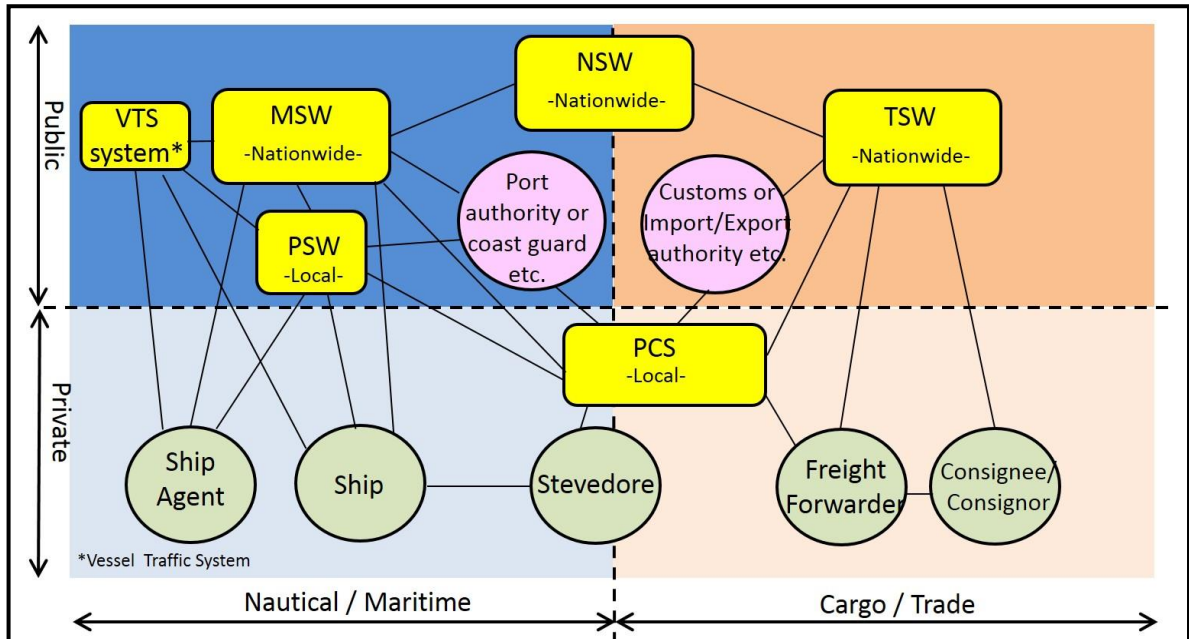 Public
NSW
-Nationwide-
VTS
system*
MSW
-Nationwide-
TSW
-Nationwide-
Port
authority or
coast guard
etc.
Customs or
Import/Export
authority etc.
PSW
-Local-
Private
PCS
-Local-
Ship
Agent
Ship
Stevedore
Freight
Forwarder
Consignee/
Consignor
*Vessel Traffic System
Nautical / Maritime
Cargo / Trade